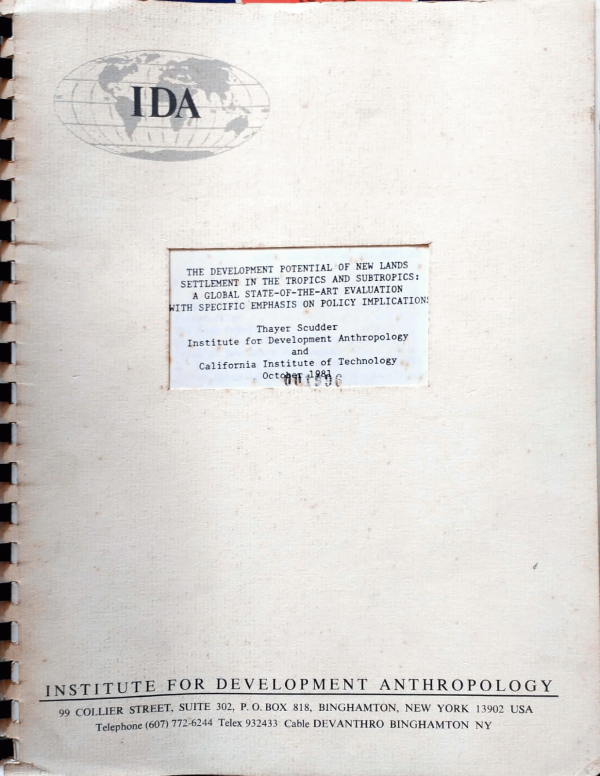 IDA
THE DEVELOPMENT POTENTIAL OF NEW LANDS
SETTLEMENT IN THE TROPICS AND SUBTROPICS:
A GLOBAL STATE-OF-THE-ART EVALUATION
WITH SPECIFIC EMPHASIS ON POLICY IMPLICATIONS
Thayer Scudder
Institute for Development Anthropology
and
California Institute of Technology
October 1981
INSTITUTE FOR DEVELOPMENT ANTHROPOLOGY
99 COLLIER STREET, SUITE 302, P. O. BOX 818, BINGHAMTON, NEW YORK 13902 USA
Telephone (607) 772-6244 Telex 932433 Cable DEVANTHRO BINGHAMTON NY